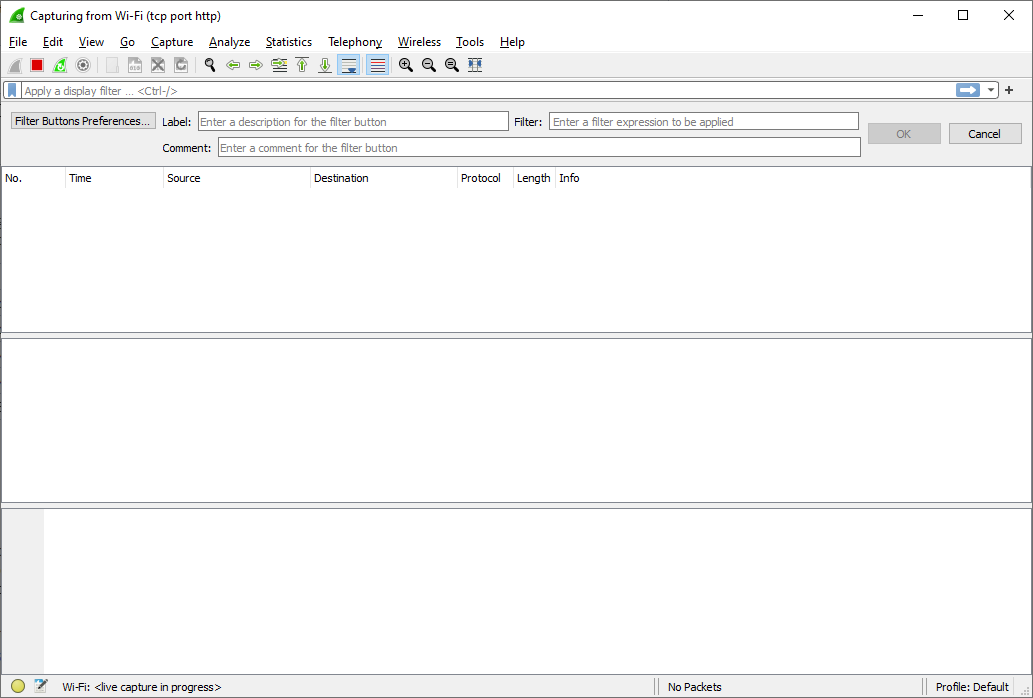 Capturing from Wi-Fi (tcp port http)
File Edit View Go Capture Analyze Statistics Telephony Wireless Tools Help
Apply a display filter ... <Ctrl-/>
Filter Buttons Preferences... Label: Enter a description for the filter button Filter: Enter a filter expression to be applied OK Cancel
Comment: Enter a comment for the filter button
No. Time Source Destination Protocol Length Info
Wi-Fi: <live capture in progress> No Packets Profile: Default